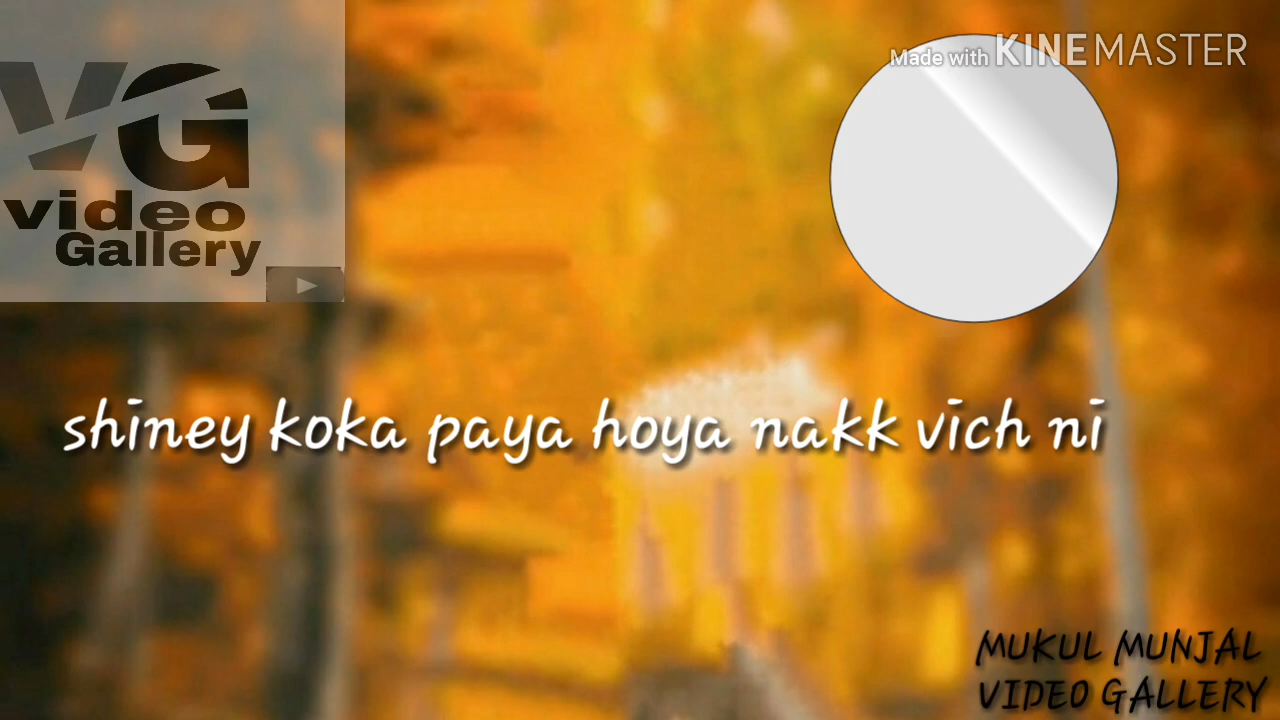 Made with KINEMASTER
VG
video
Gallery
shiney koka paya hoya nakk vich ni
MUKUL MUNJAL
VIDEO GALLERY